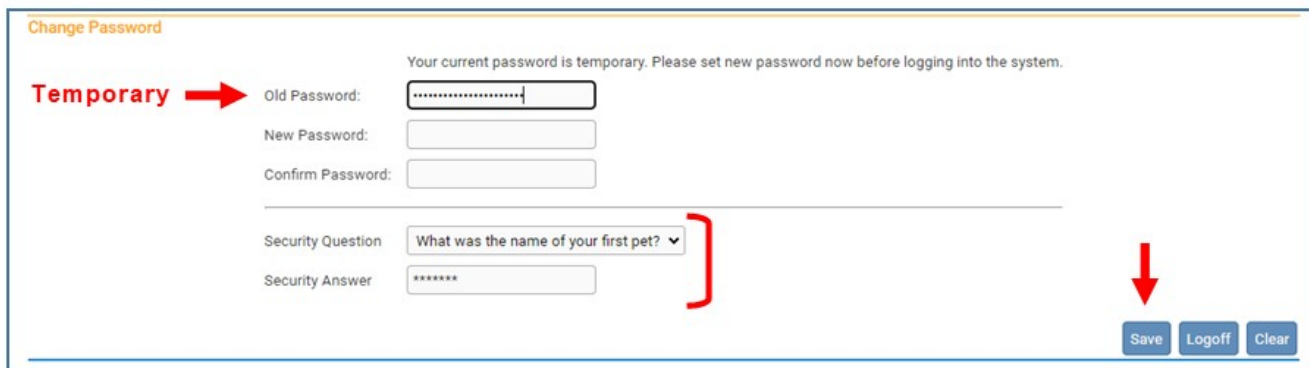 Change Password
Your current password is temporary. Please set new password now before logging into the system.
Temporary Old Password: ••••••••••••••••••••••
New Password:
Confirm Password:
Security Question What was the name of your first pet?
Security Answer *******
Save Logoff Clear